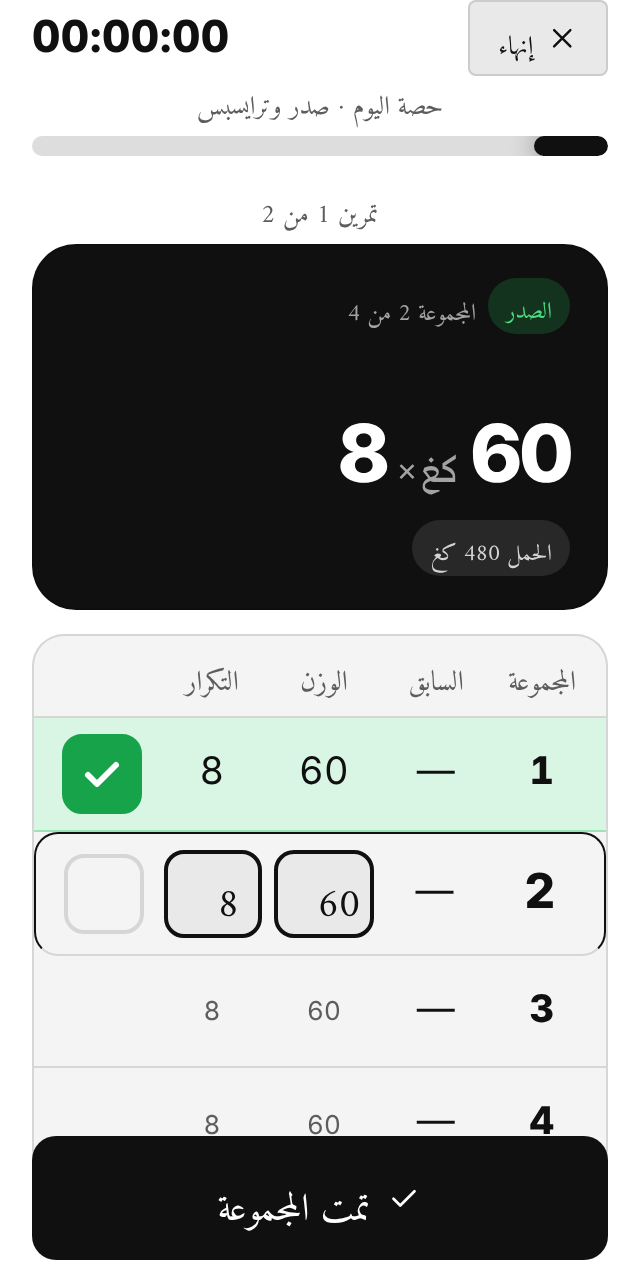 إنهاء 00:00:00
حصة اليوم · صدر وترايسبس
تمرين 1 من 2
الصدر المجموعة 2 من 4
60 كغ × 8
الحمل 480 كغ
المجموعة السابق الوزن التكرار
1 — 60 8
2 — 60 8
3 — 60 8
4 — 60 8
تمت المجموعة